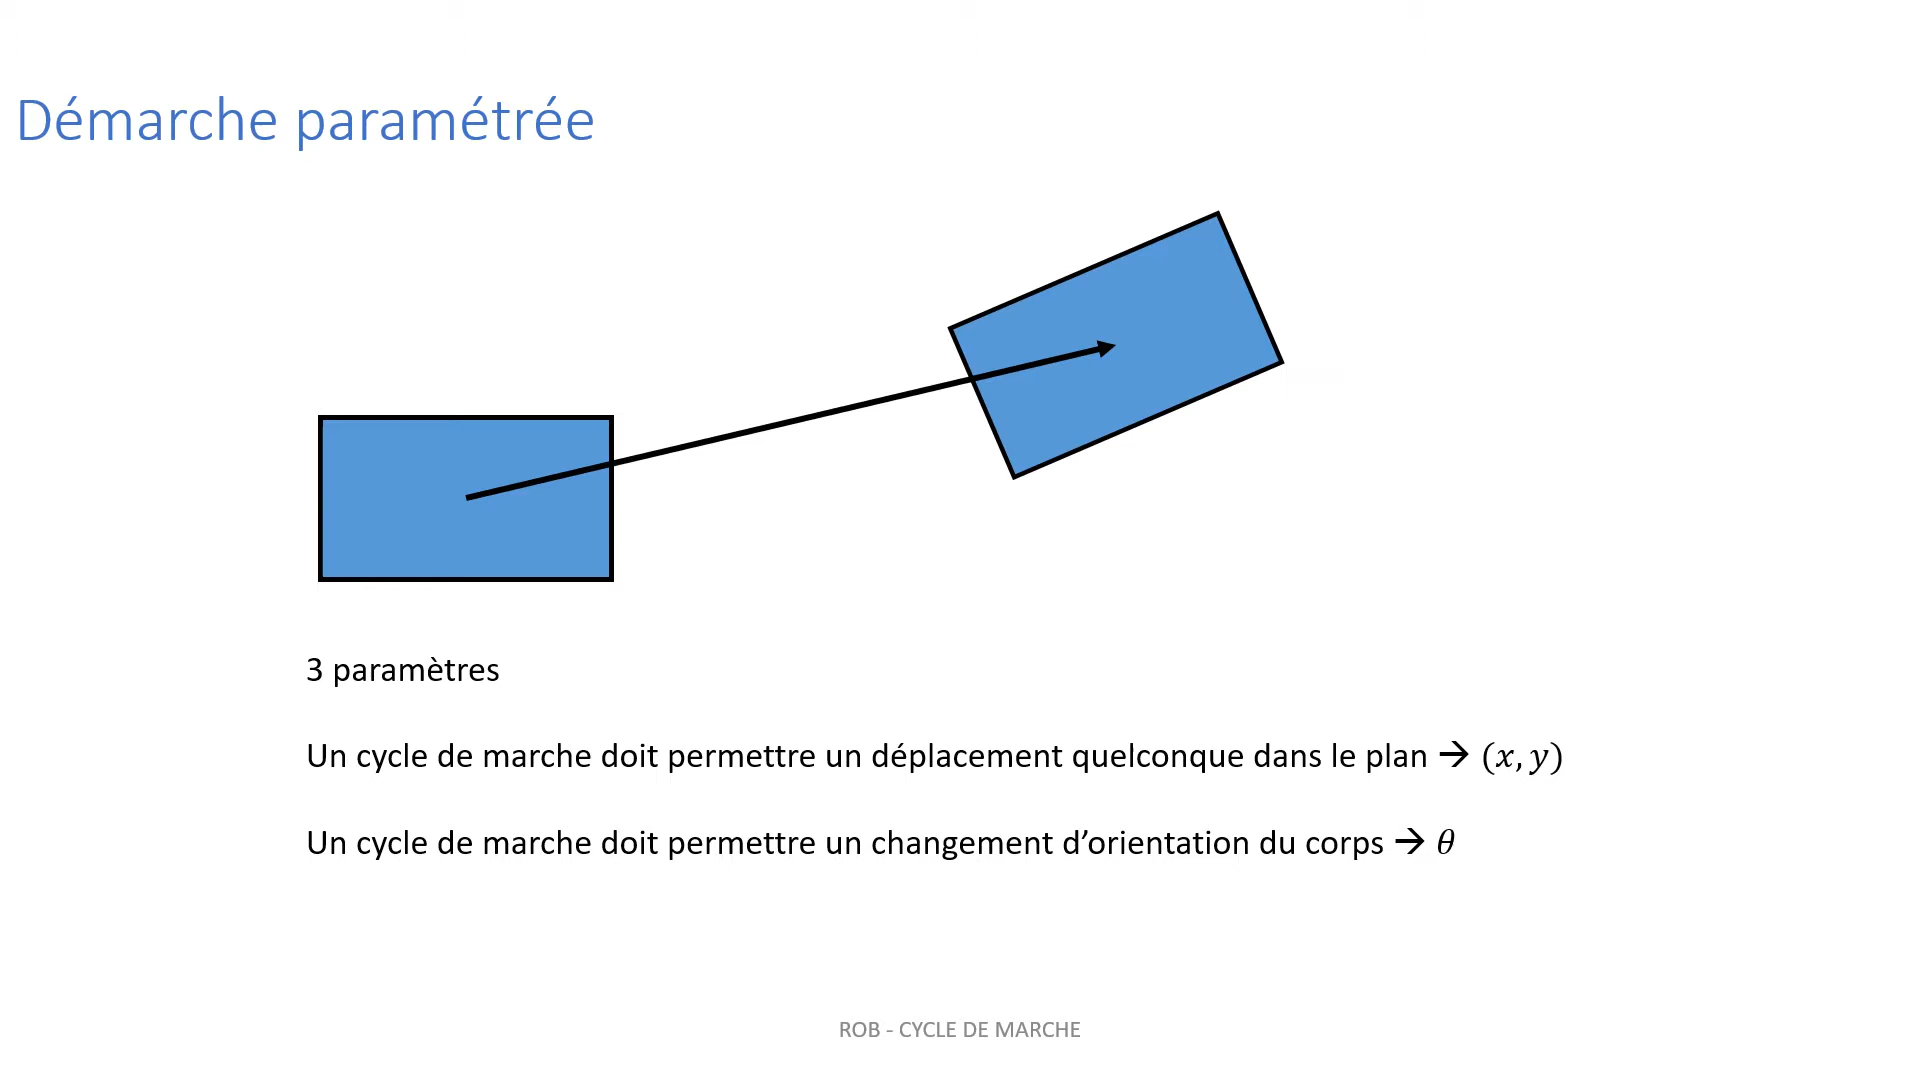 Démarche paramétrée
3 paramètres
Un cycle de marche doit permettre un déplacement quelconque dans le plan → (x, y)
Un cycle de marche doit permettre un changement d’orientation du corps → θ
ROB - CYCLE DE MARCHE